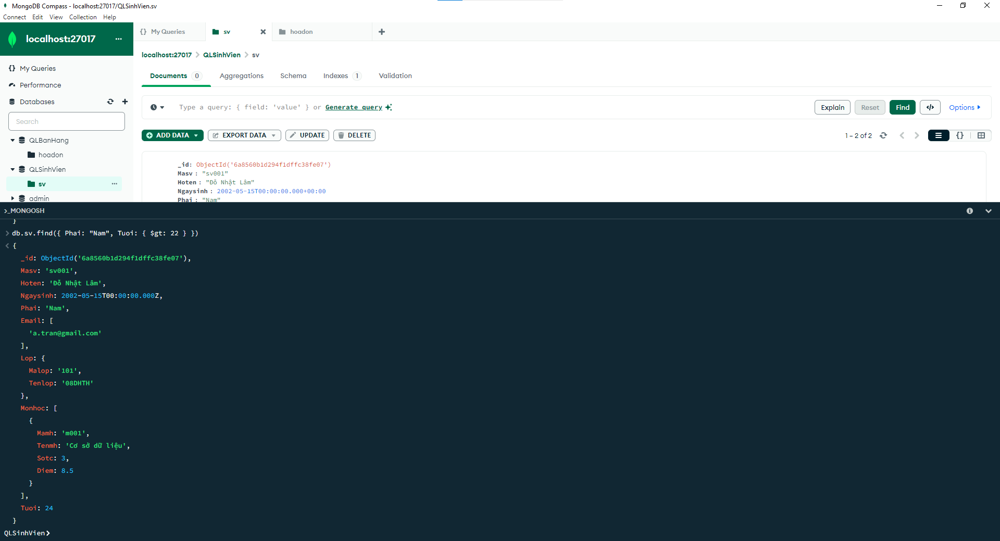 MongoDB Compass - localhost:27017/QLSinhVien.sv
Connect Edit View Collection Help
localhost:27017 ···
{} My Queries
sv
hoadon
localhost:27017 > QLSinhVien > sv
My Queries
Performance
Databases
Search
QLBanHang
hoadon
QLSinhVien
sv ···
admin
Documents 0 Aggregations Schema Indexes 1 Validation
Type a query: { field: 'value' } or Generate query
Explain Reset Find </> Options
ADD DATA EXPORT DATA UPDATE DELETE
1 – 2 of 2
_id: ObjectId('6a8560b1d294f1dffc38fe07')
Masv : "sv001"
Hoten : "Đỗ Nhật Lâm"
Ngaysinh : 2002-05-15T00:00:00.000+00:00
Phai : "Nam"
>_MONGOSH
}
> db.sv.find({ Phai: "Nam", Tuoi: { $gt: 22 } })
< {
_id: ObjectId('6a8560b1d294f1dffc38fe07'),
Masv: 'sv001',
Hoten: 'Đỗ Nhật Lâm',
Ngaysinh: 2002-05-15T00:00:00.000Z,
Phai: 'Nam',
Email: [
'a.tran@gmail.com'
],
Lop: {
Malop: '101',
Tenlop: '08DHTH'
},
Monhoc: [
{
Mamh: 'm001',
Tenmh: 'Cơ sở dữ liệu',
Sotc: 3,
Diem: 8.5
}
],
Tuoi: 24
}
QLSinhVien>